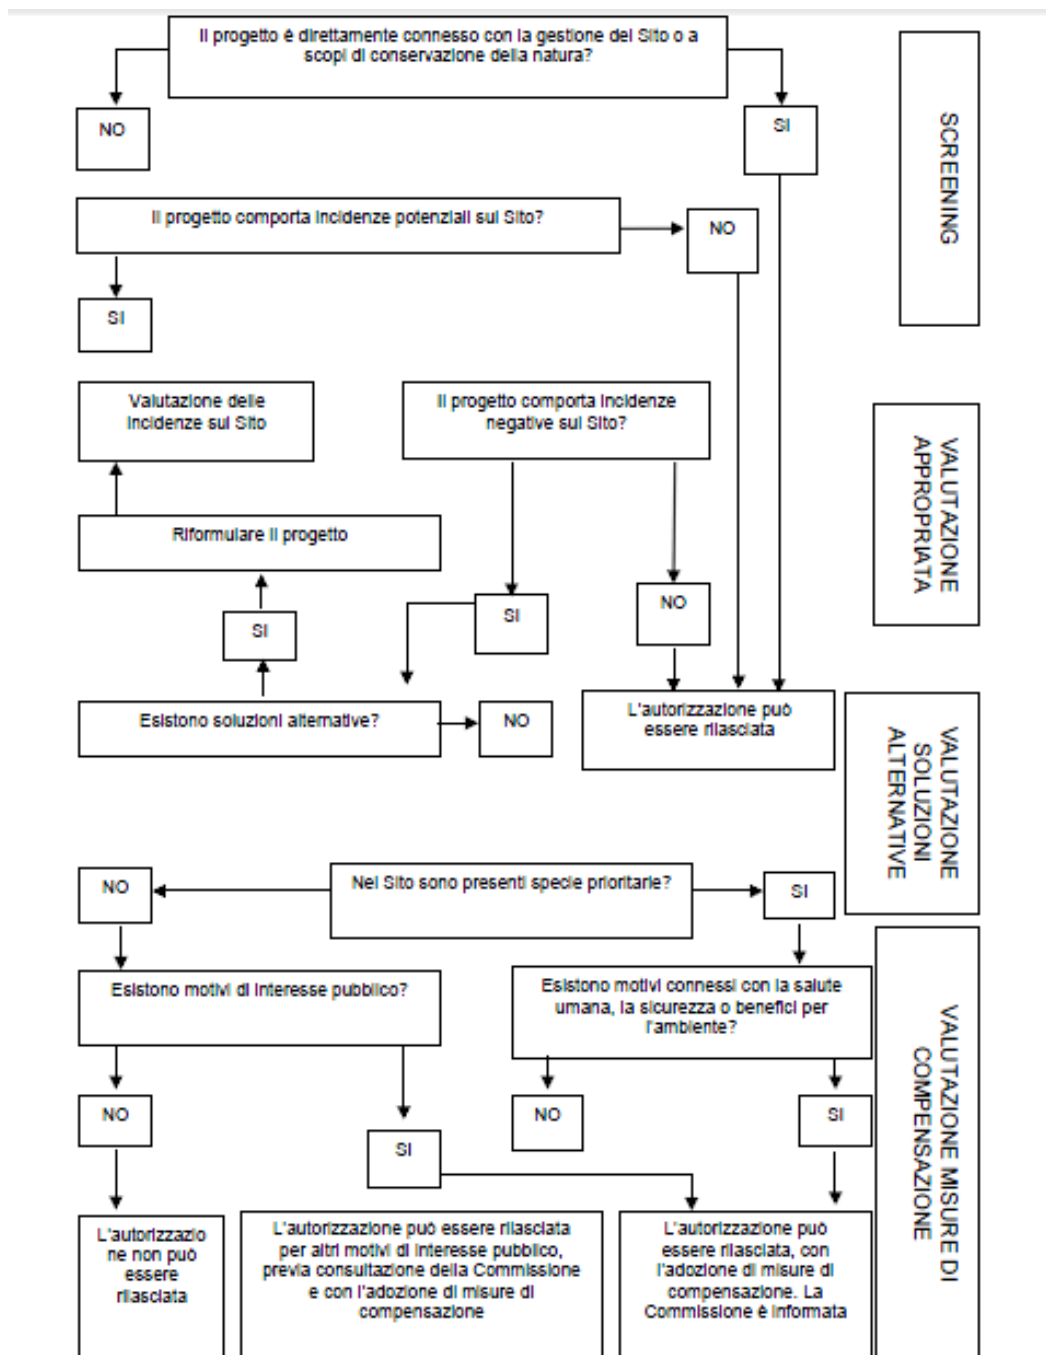 Il progetto è direttamente connesso con la gestione del Sito o a
scopi di conservazione della natura?
NO
SI
SCREENING
Il progetto comporta incidenze potenziali sul Sito?
NO
SI
Valutazione delle
incidenze sul Sito
Il progetto comporta incidenze
negative sul Sito?
VALUTAZIONE
APPROPRIATA
Riformulare il progetto
SI
SI
NO
Esistono soluzioni alternative?
NO
L'autorizzazione può
essere rilasciata
VALUTAZIONE
SOLUZIONI
ALTERNATIVE
NO
Nel Sito sono presenti specie prioritarie?
SI
Esistono motivi di interesse pubblico?
Esistono motivi connessi con la salute
umana, la sicurezza o benefici per
l'ambiente?
VALUTAZIONE MISURE DI
COMPENSAZIONE
NO
SI
NO
SI
L'autorizzazio
ne non può
essere
rilasciata
L'autorizzazione può essere rilasciata
per altri motivi di interesse pubblico,
previa consultazione della Commissione
e con l'adozione di misure di
compensazione
L'autorizzazione può
essere rilasciata, con
l'adozione di misure di
compensazione. La
Commissione è informata